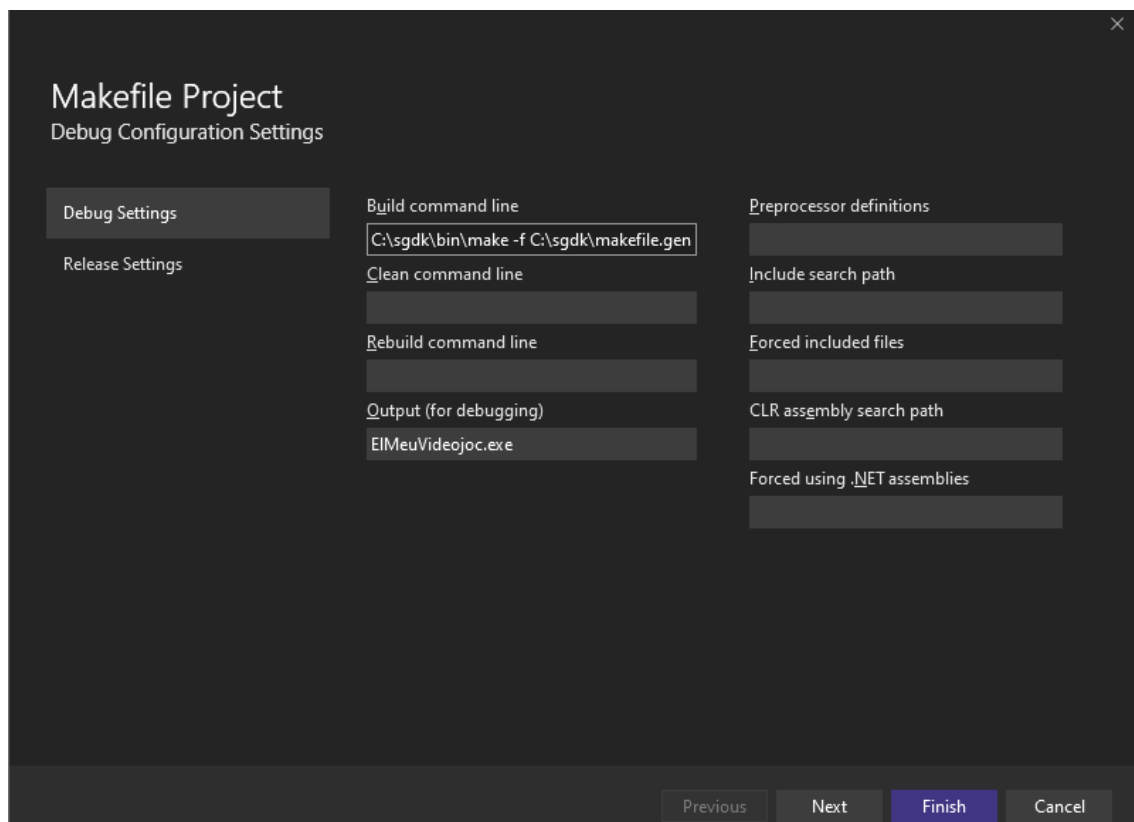 Makefile Project
Debug Configuration Settings
Debug Settings
Release Settings
Build command line
C:\sgdk\bin\make -f C:\sgdk\makefile.gen
Clean command line
Rebuild command line
Output (for debugging)
ElMeuVideojoc.exe
Preprocessor definitions
Include search path
Forced included files
CLR assembly search path
Forced using .NET assemblies
Previous
Next
Finish
Cancel